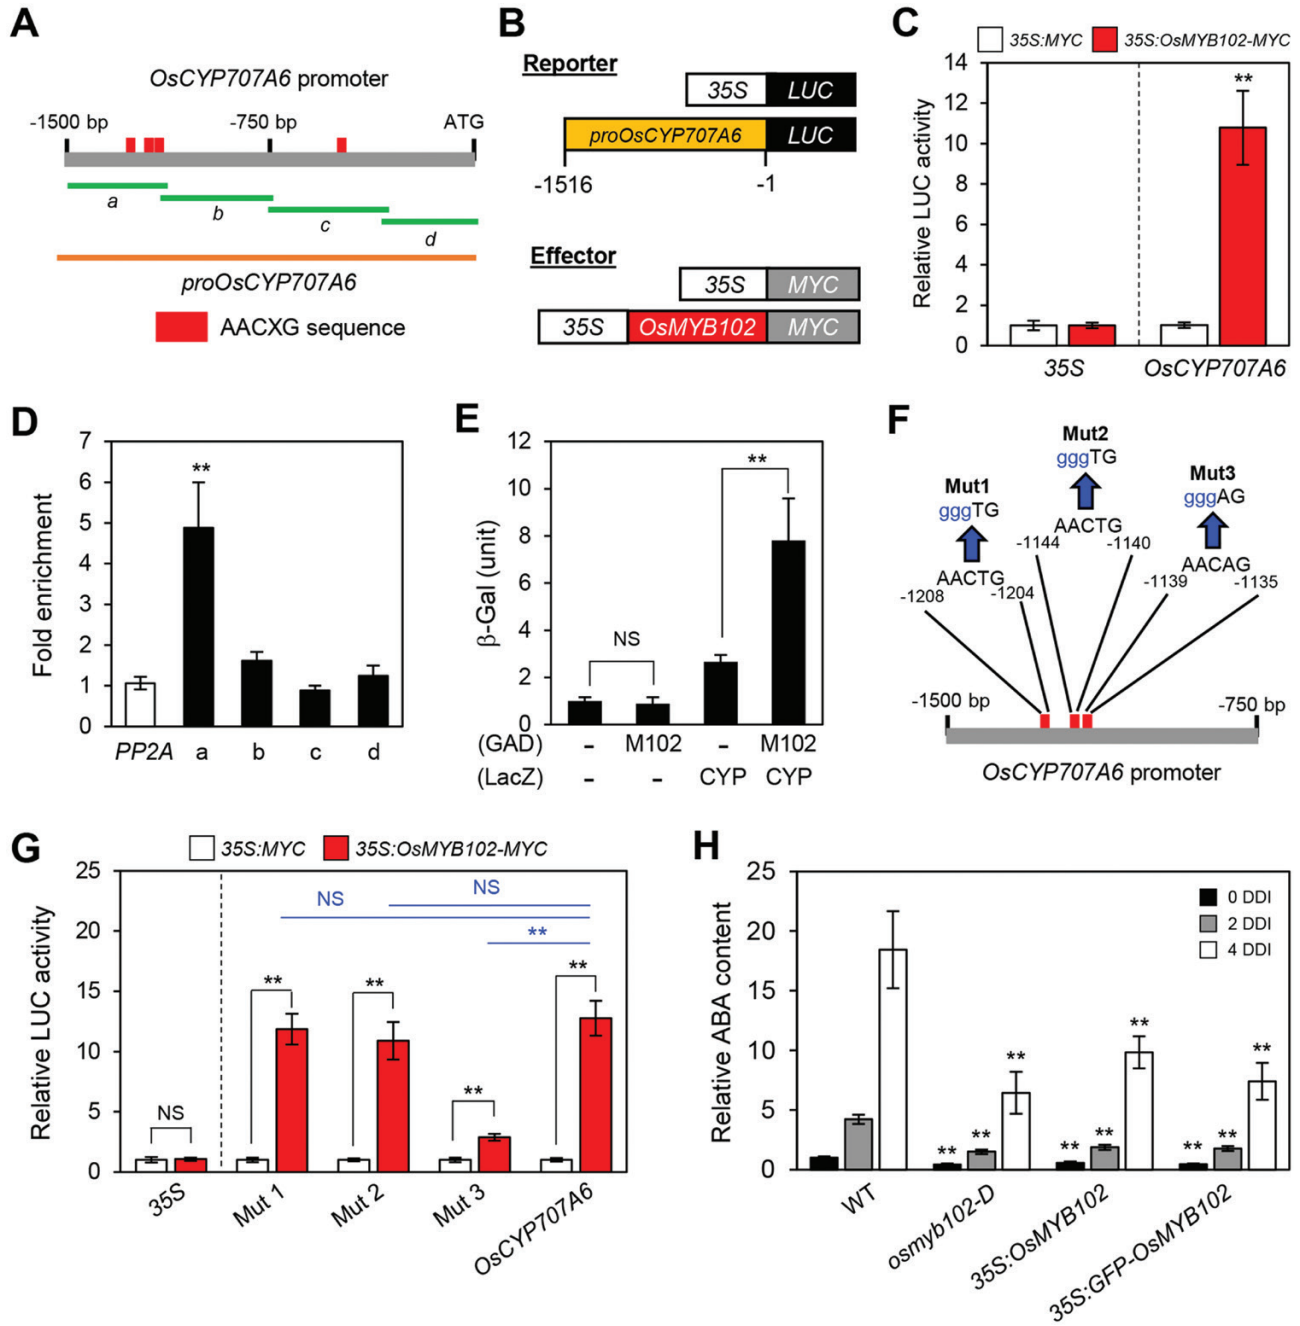 A
OsCYP707A6 promoter
-1500 bp
-750 bp
ATG
a
b
c
d
proOsCYP707A6
AACXG sequence
B
Reporter
35S LUC
proOsCYP707A6 LUC
-1516
-1
Effector
35S MYC
35S OsMYB102 MYC
C
35S:MYC
35S:OsMYB102-MYC
Relative LUC activity
14
12
10
8
6
4
2
0
**
35S
OsCYP707A6
D
Fold enrichment
7
6
5
4
3
2
1
0
**
PP2A a b c d
E
β-Gal (unit)
12
10
8
6
4
2
0
NS
**
(GAD) - M102 - M102
(LacZ) - - CYP CYP
F
Mut1
gggTG
AACTG
-1208
-1204
Mut2
gggTG
AACTG
-1144
-1140
Mut3
gggAG
AACAG
-1139
-1135
-1500 bp
-750 bp
OsCYP707A6 promoter
G
35S:MYC
35S:OsMYB102-MYC
Relative LUC activity
25
20
15
10
5
0
NS
NS
**
NS
**
**
**
**
35S
Mut 1
Mut 2
Mut 3
OsCYP707A6
H
Relative ABA content
25
20
15
10
5
0
0 DDI
2 DDI
4 DDI
** ** **
** ** **
** ** **
WT
osmyb102-D
35S:OsMYB102
35S:GFP-OsMYB102